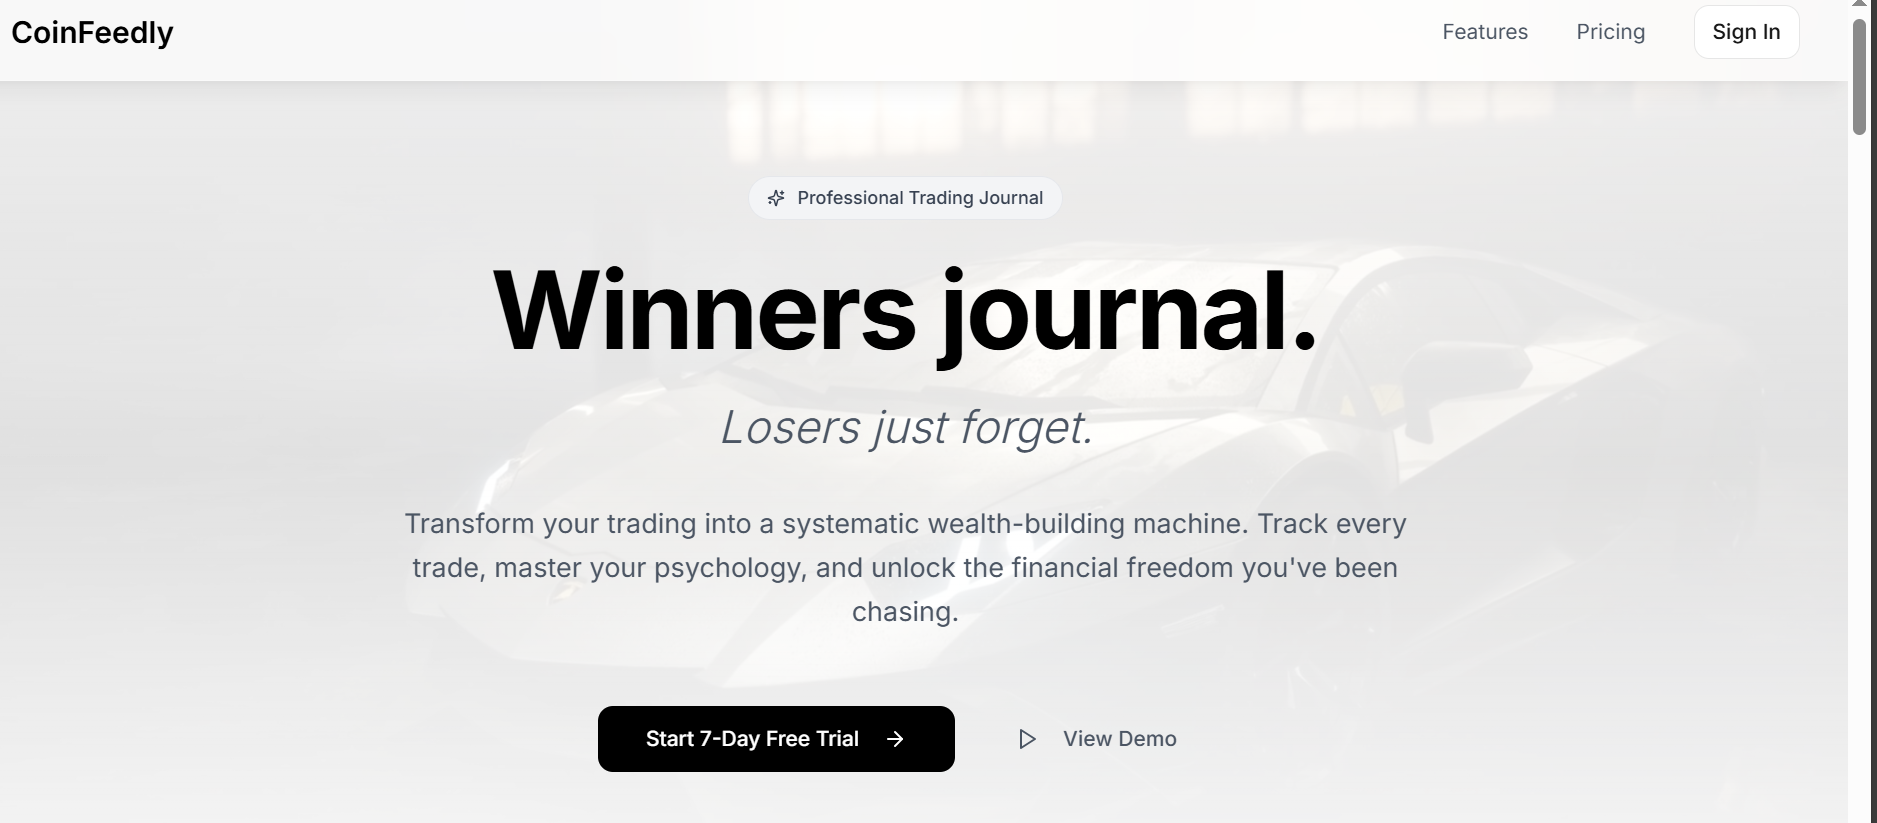 CoinFeedly
Features
Pricing
Sign In
Professional Trading Journal
Winners journal.
Losers just forget.
Transform your trading into a systematic wealth-building machine. Track every
trade, master your psychology, and unlock the financial freedom you've been
chasing.
Start 7-Day Free Trial
View Demo